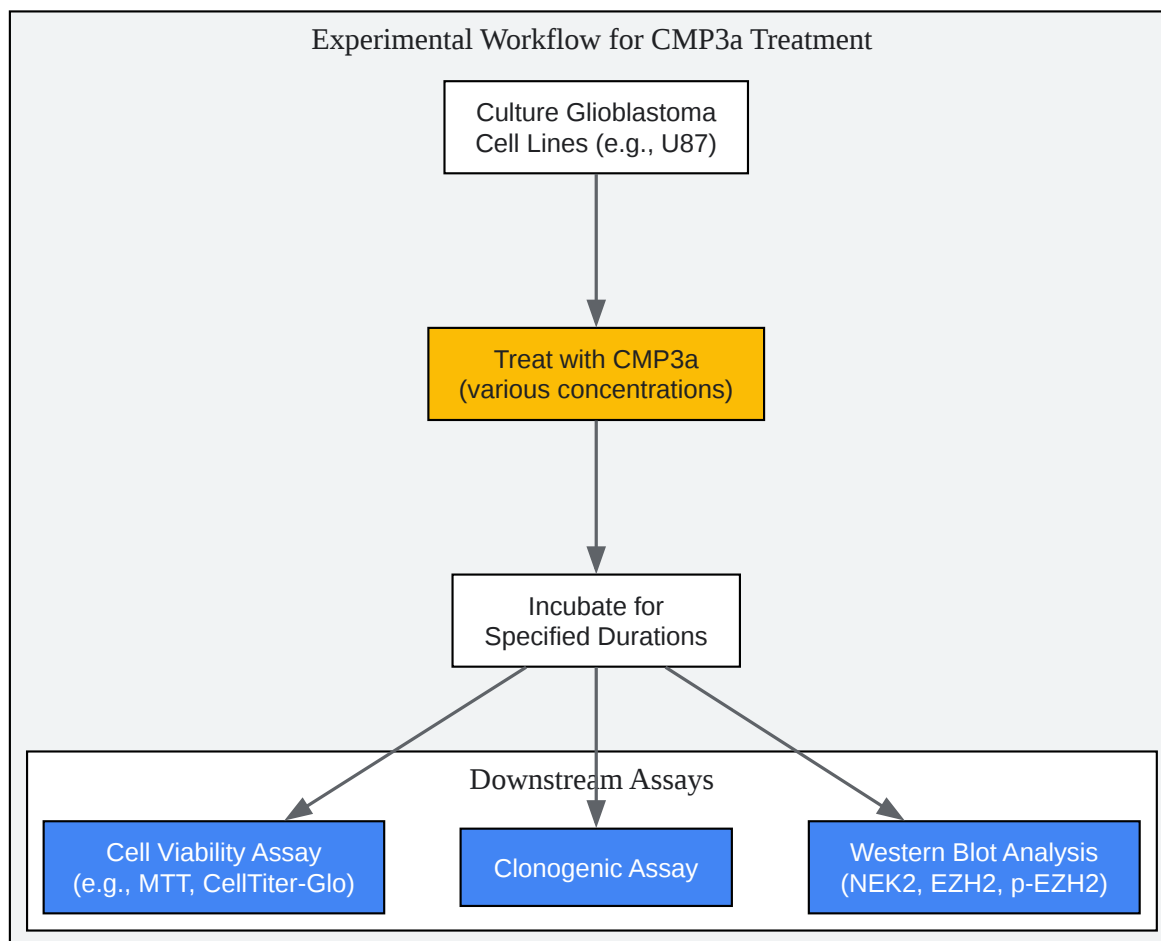 Experimental Workflow for CMP3a Treatment
Culture Glioblastoma
Cell Lines (e.g., U87)
Treat with CMP3a
(various concentrations)
Incubate for
Specified Durations
Downstream Assays
Cell Viability Assay
(e.g., MTT, CellTiter-Glo)
Clonogenic Assay
Western Blot Analysis
(NEK2, EZH2, p-EZH2)